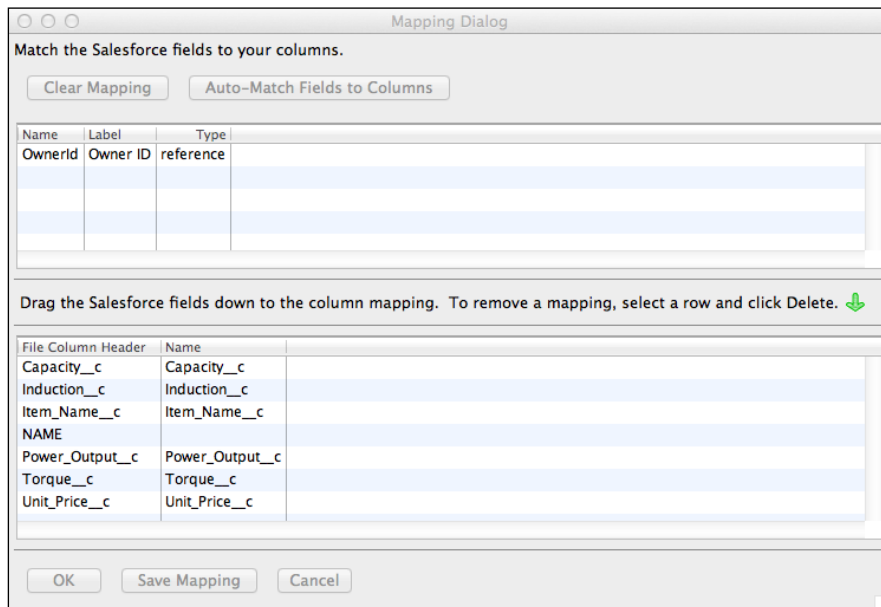 Mapping Dialog
Match the Salesforce fields to your columns.
Clear Mapping Auto-Match Fields to Columns
Name Label Type
OwnerId Owner ID reference
Drag the Salesforce fields down to the column mapping. To remove a mapping, select a row and click Delete.
File Column Header Name
Capacity__c Capacity__c
Induction__c Induction__c
Item_Name__c Item_Name__c
NAME
Power_Output__c Power_Output__c
Torque__c Torque__c
Unit_Price__c Unit_Price__c
OK Save Mapping Cancel